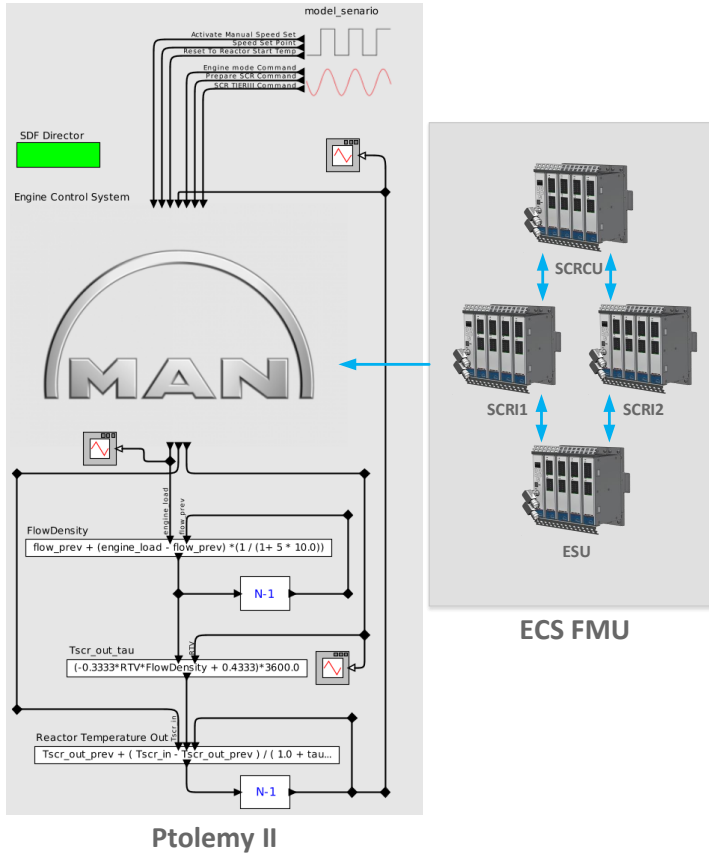 model_senario
Activate Manual Speed Set
Speed Set Point
Reset To Reactor Start Temp
Engine mode Command
Prepare SCR Command
SCR TIERIII Command
SDF Director
Engine Control System
MAN
engine_load
flow_prev
FlowDensity
flow_prev + (engine_load - flow_prev) *(1 / (1+ 5 * 10.0))
N-1
Tscr_out_tau
RTV
(-0.3333*RTV*FlowDensity + 0.4333)*3600.0
Tscr_in
Reactor Temperature Out
Tscr_out_prev + ( Tscr_in - Tscr_out_prev ) / ( 1.0 + tau...
N-1
Ptolemy II
SCRCU
SCRI1
SCRI2
ESU
ECS FMU